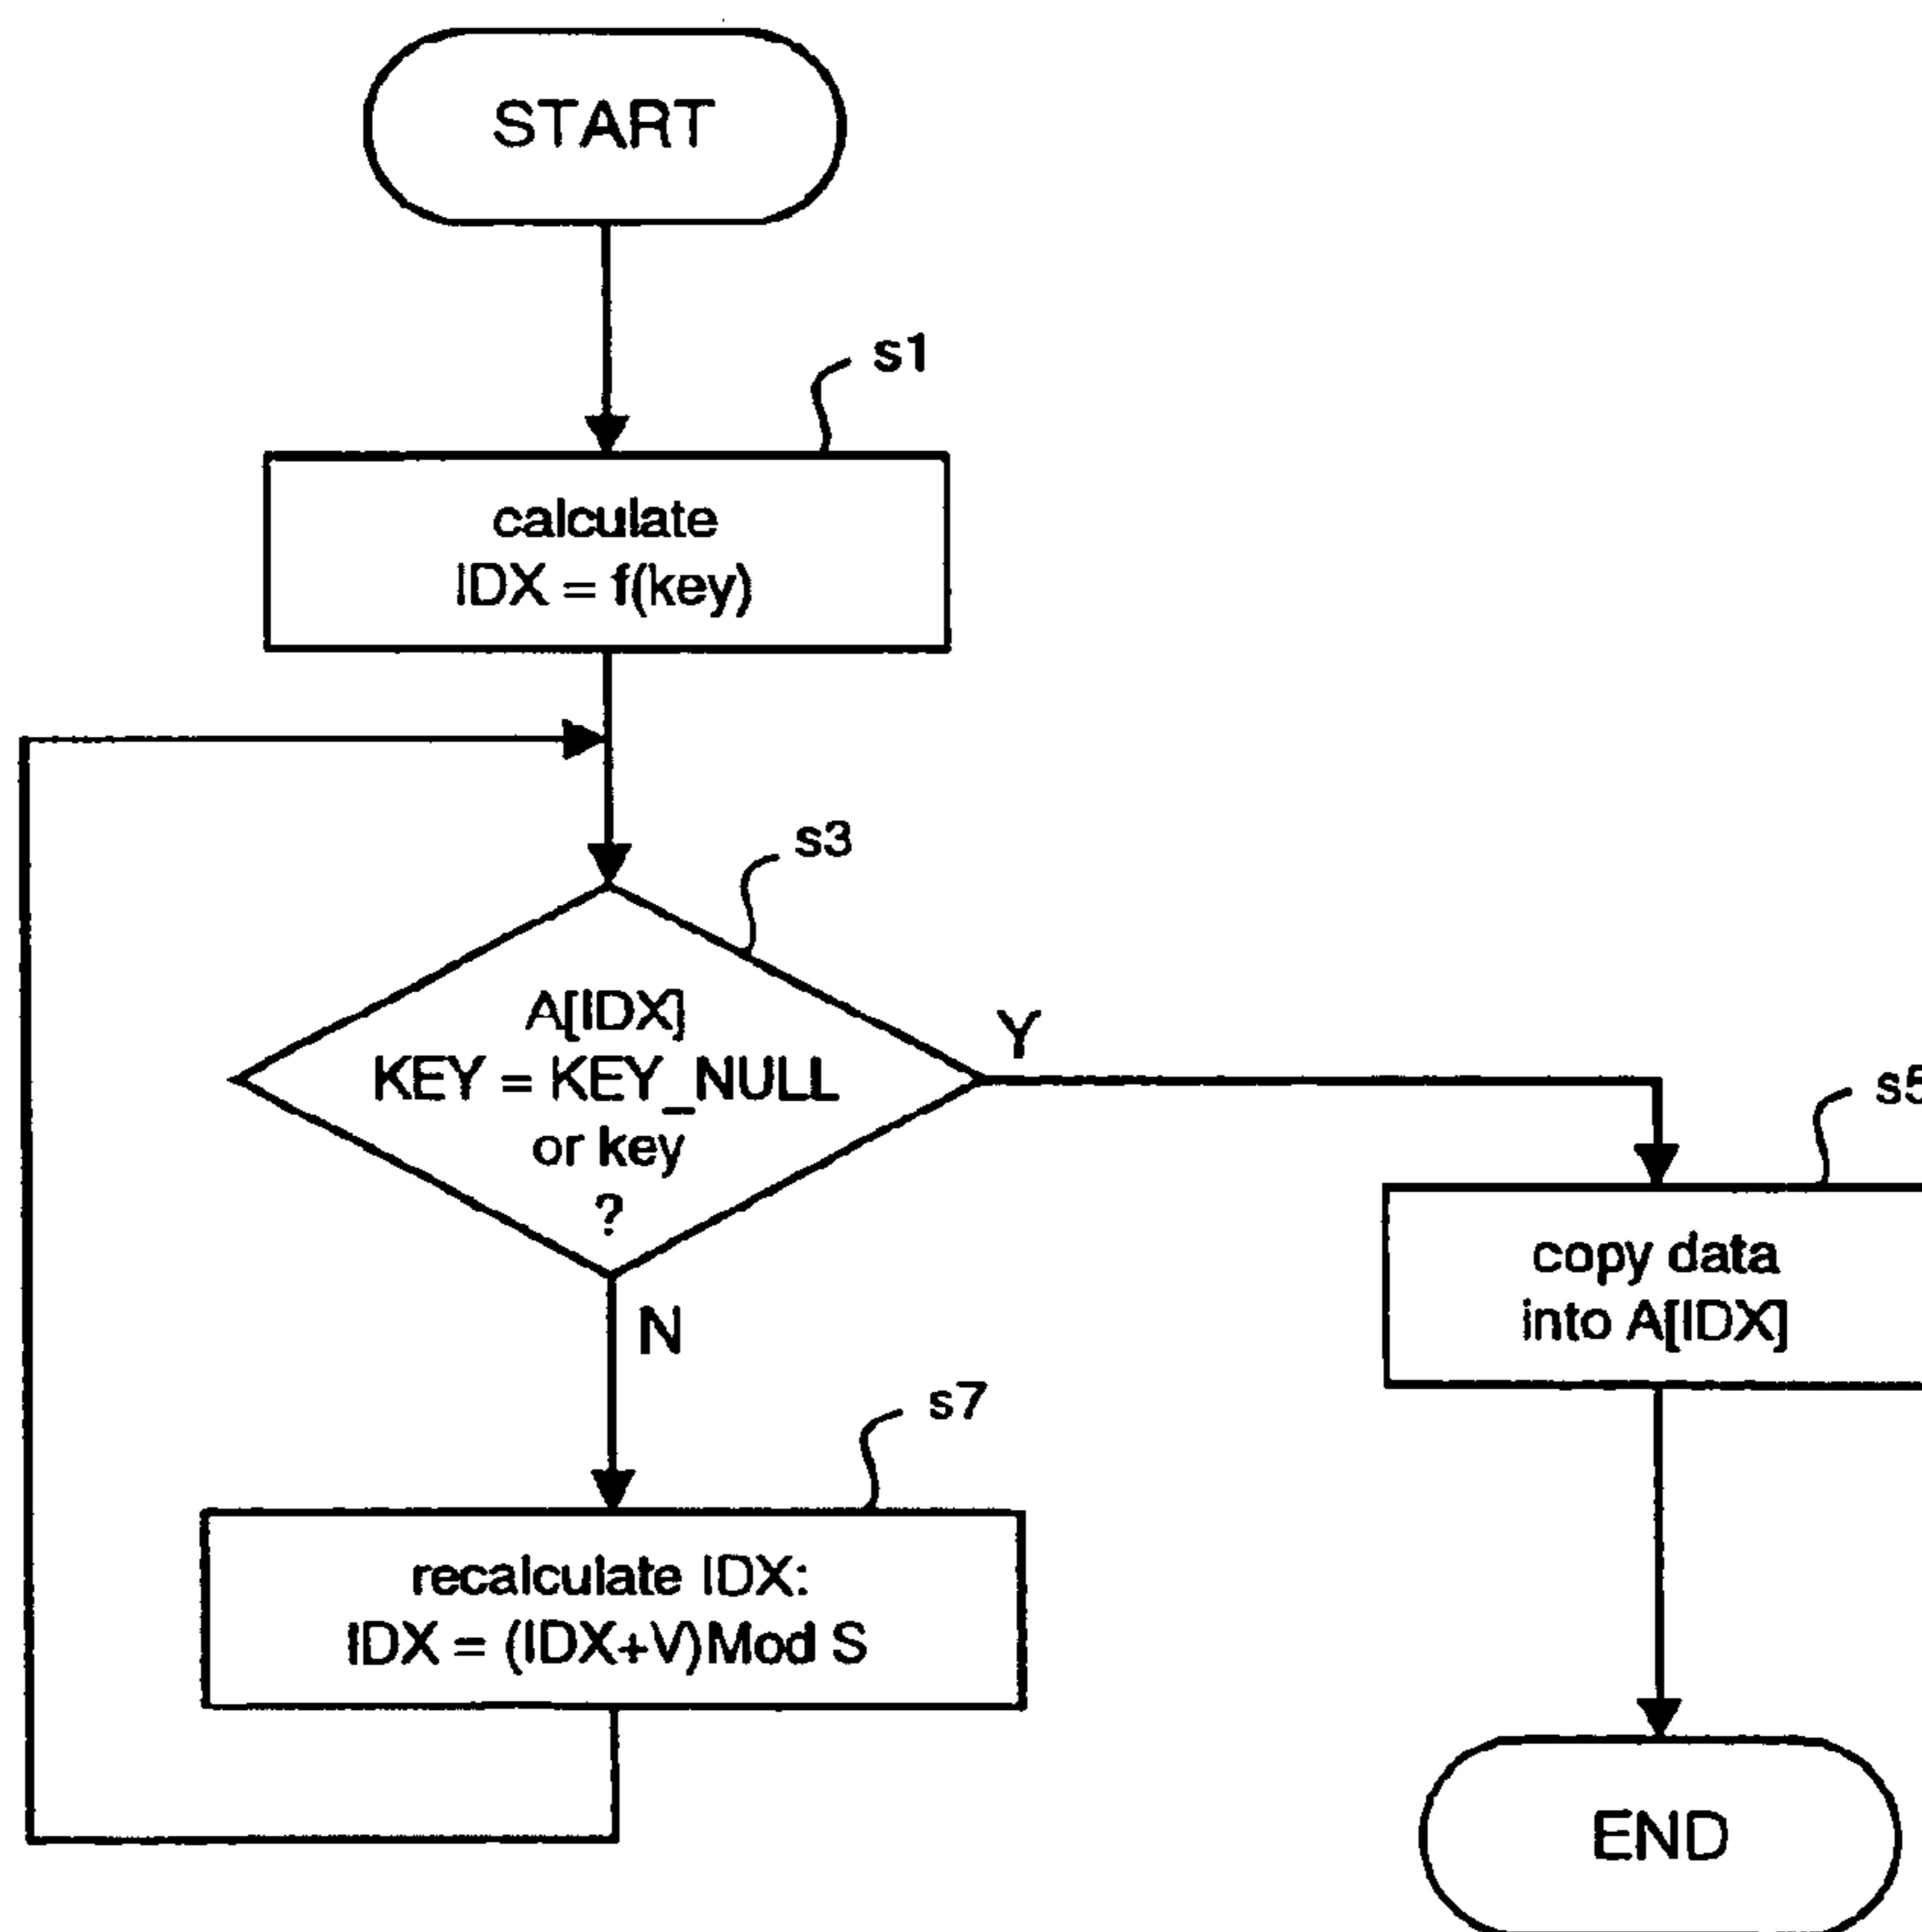 START
s1
calculate
IDX = f(key)
s3
A[IDX]
KEY = KEY_NULL
or key
?
Y
N
s5
copy data
into A[IDX]
s7
recalculate IDX:
IDX = (IDX+V)Mod S
END